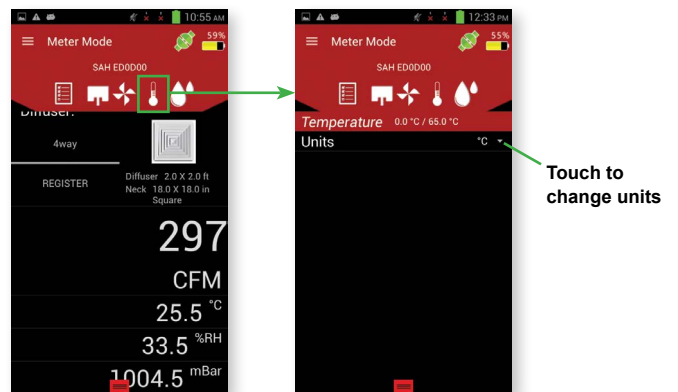 10:55 AM
Meter Mode
59%
SAH ED0D00
Diffuser:
4way
REGISTER
Diffuser 2.0 X 2.0 ft
Neck 18.0 X 18.0 in
Square
297
CFM
25.5 °C
33.5 %RH
1004.5 mBar
12:33 PM
Meter Mode
55%
SAH ED0D00
Temperature 0.0 °C / 65.0 °C
Units °C
Touch to
change units